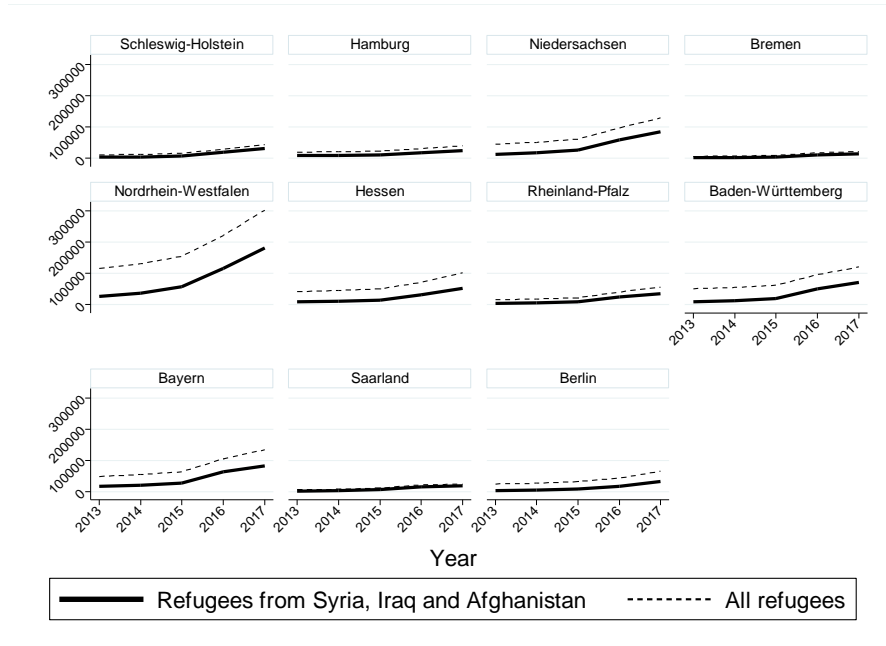 Schleswig-Holstein Hamburg Niedersachsen Bremen
300000
200000
100000
0
Nordrhein-Westfalen Hessen Rheinland-Pfalz Baden-Württemberg
300000
200000
100000
0
2013 2014 2015 2016 2017
Bayern Saarland Berlin
300000
200000
100000
0
2013 2014 2015 2016 2017 2013 2014 2015 2016 2017 2013 2014 2015 2016 2017
Year
Refugees from Syria, Iraq and Afghanistan All refugees